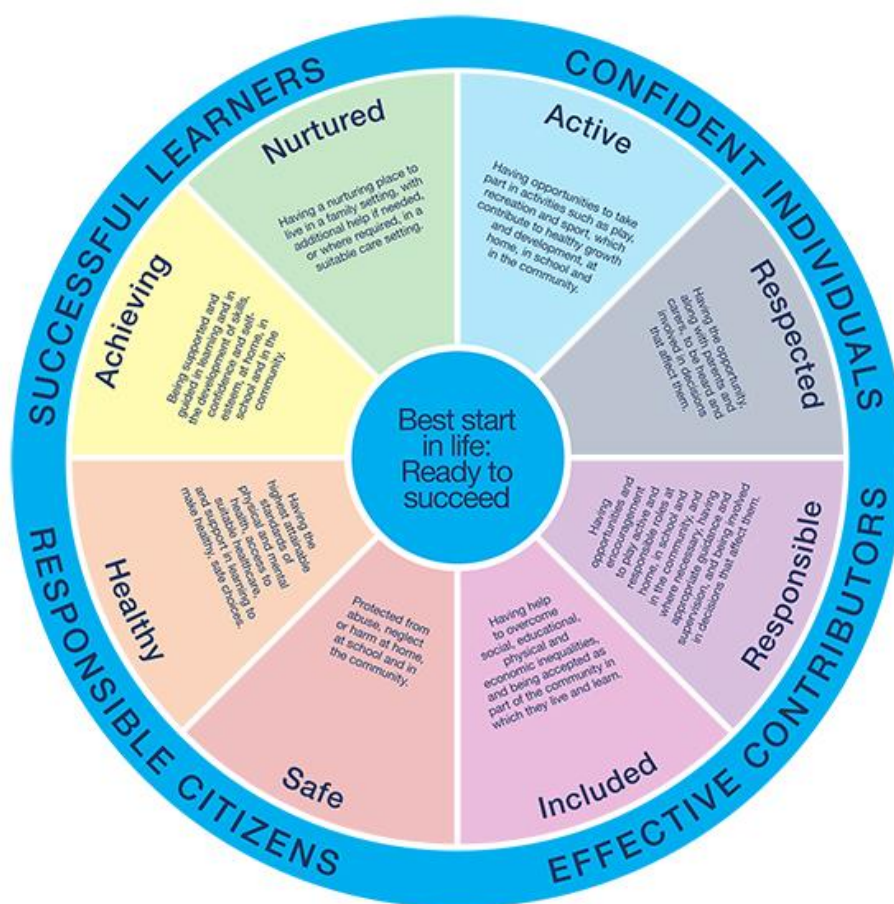 SUCCESSFUL LEARNERS
CONFIDENT INDIVIDUALS
EFFECTIVE CONTRIBUTORS
RESPONSIBLE CITIZENS
Best start
in life:
Ready to
succeed
Nurtured
Having a nurturing place to
live in a family setting, with
additional help if needed,
or where required, in a
suitable care setting.
Active
Having opportunities to take
part in activities such as play,
recreation and sport, which
contribute to healthy growth
and development, at
home, in school and
in the community.
Respected
Having the opportunity,
along with parents and
carers, to be heard and
involved in decisions
that affect them.
Responsible
Having
opportunities and
encouragement
to play active and
responsible roles at
home, in school and
in the community, and
where necessary, having
appropriate guidance and
supervision, and being involved
in decisions that affect them.
Included
Having help
to overcome
social, educational,
physical and
economic inequalities,
and being accepted as
part of the community in
which they live and learn.
Safe
Protected from
abuse, neglect
or harm at home,
at school and in
the community.
Healthy
Having the
highest attainable
standards of
physical and mental
health, access to
suitable healthcare,
and support in learning to
make healthy, safe choices.
Achieving
Being supported and
guided in learning and in
the development of skills,
confidence and self-
esteem, at home, in
school and in the
community.